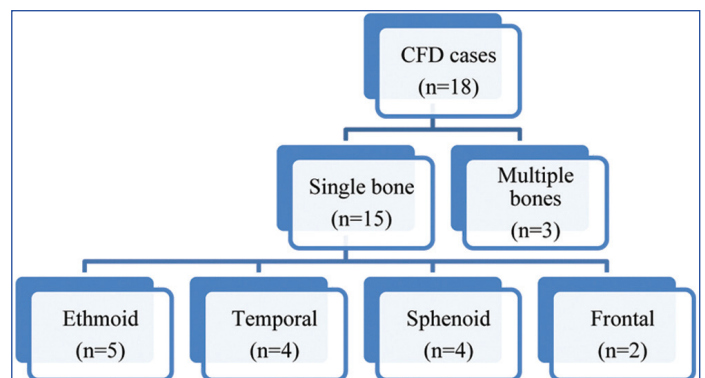 CFD cases
(n=18)
Single bone
(n=15)
Multiple
bones
(n=3)
Ethmoid
(n=5)
Temporal
(n=4)
Sphenoid
(n=4)
Frontal
(n=2)